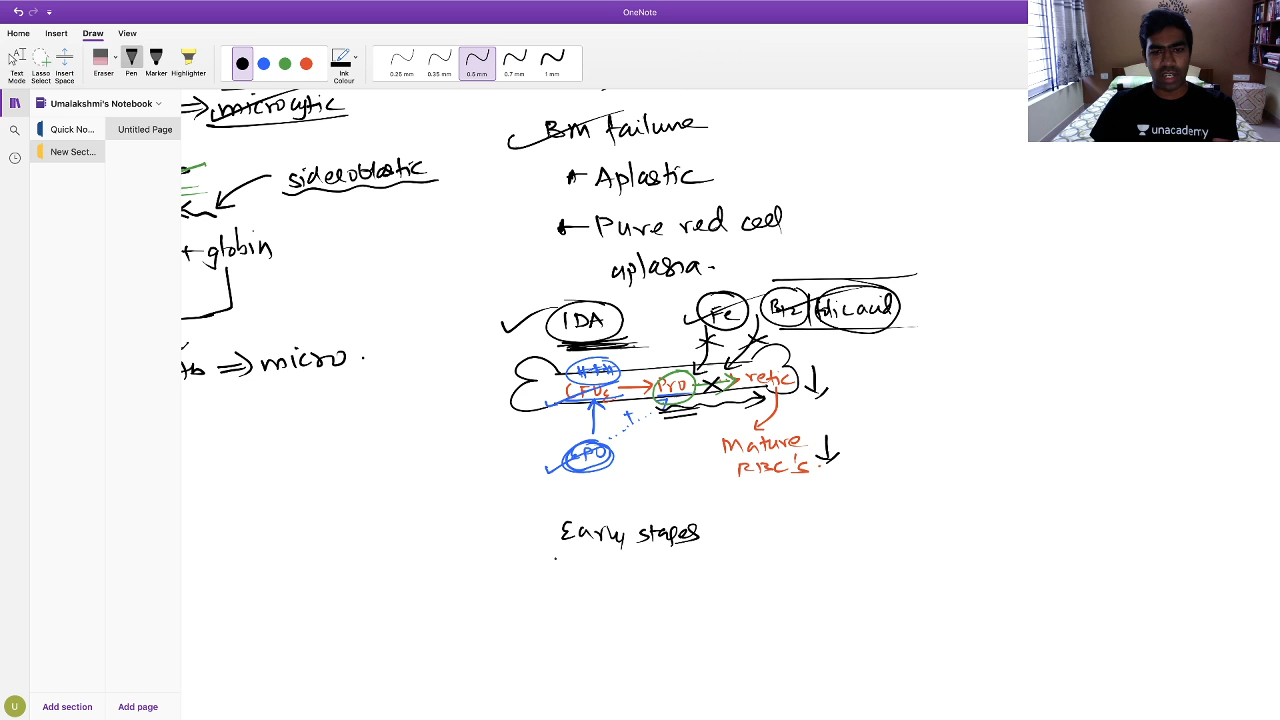 OneNote
Home Insert Draw View
Text Mode
Lasso Select
Insert Space
Eraser
Pen
Marker
Highlighter
Ink Colour
0.25 mm
0.35 mm
0.5 mm
0.7 mm
1 mm
Umalakshmi's Notebook
Quick No...
New Sect...
Untitled Page
unacademy
⇒ microcytic
sideroblastic
+ globin
⇒ micro.
BM failure
Aplastic
Pure red cell
aplasia.
IDA
Fe
B12 | folic acid
CFUE → Pro → retic ↓
EPO
+
Mature ↓
RBC's.
Early stages
U
Add section
Add page